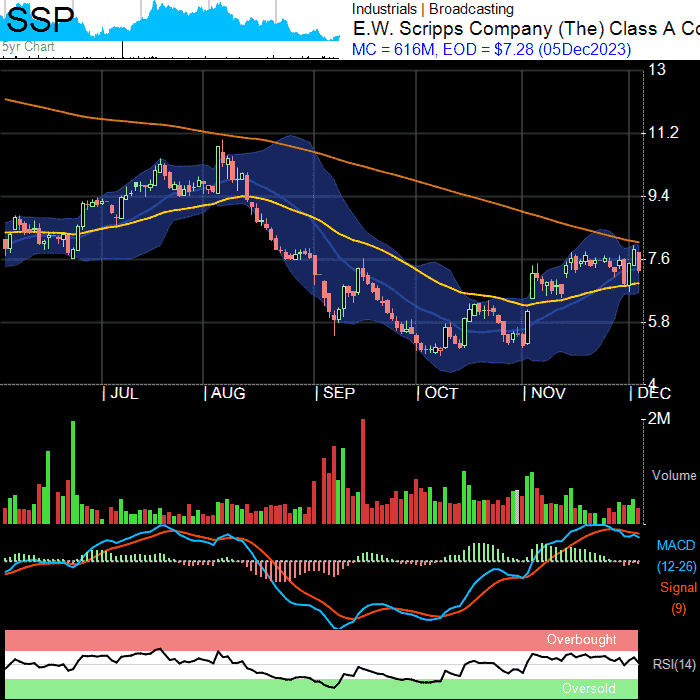 SSP
5yr Chart
Industrials | Broadcasting
E.W. Scripps Company (The) Class A Co
MC = 616M, EOD = $7.28 (05Dec2023)
13
11.2
9.4
7.6
5.8
4
JUL
AUG
SEP
OCT
NOV
DEC
2M
Volume
MACD
(12-26)
Signal
(9)
Overbought
RSI(14)
Oversold